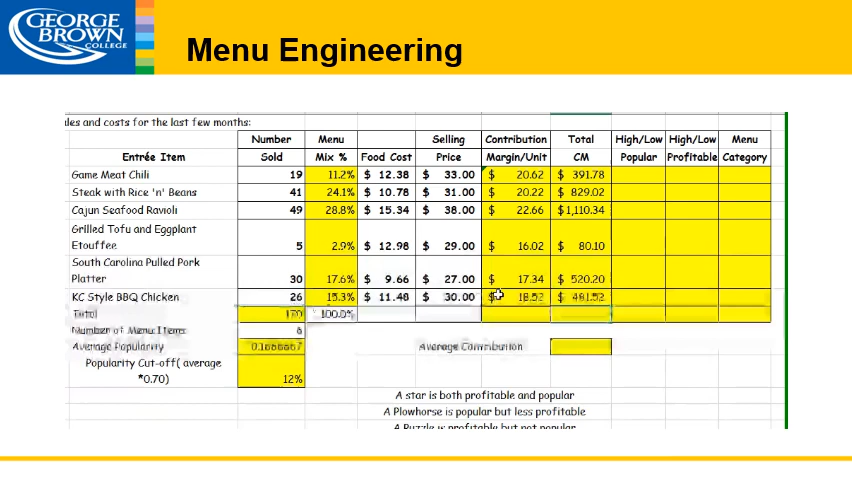 GEORGE
BROWN
COLLEGE
Menu Engineering
les and costs for the last few months:
Number Menu Selling Contribution Total High/Low High/Low Menu
Entrée Item Sold Mix % Food Cost Price Margin/Unit CM Popular Profitable Category
Game Meat Chili 19 11.2% $ 12.38 $ 33.00 $ 20.62 $ 391.78
Steak with Rice 'n' Beans 41 24.1% $ 10.78 $ 31.00 $ 20.22 $ 829.02
Cajun Seafood Ravioli 49 28.8% $ 15.34 $ 38.00 $ 22.66 $1,110.34
Grilled Tofu and Eggplant
Etouffee 5 2.9% $ 12.98 $ 29.00 $ 16.02 $ 80.10
South Carolina Pulled Pork
Platter 30 17.6% $ 9.66 $ 27.00 $ 17.34 $ 520.20
KC Style BBQ Chicken 26 15.3% $ 11.48 $ 30.00 $ 18.52 $ 481.52
Total 170 100.0%
Number of Menu Items 6
Average Popularity 0.1666667 Average Contribution
Popularity Cut-off( average
*0.70) 12%
A star is both profitable and popular
A Plowhorse is popular but less profitable
A Puzzle is profitable but not popular